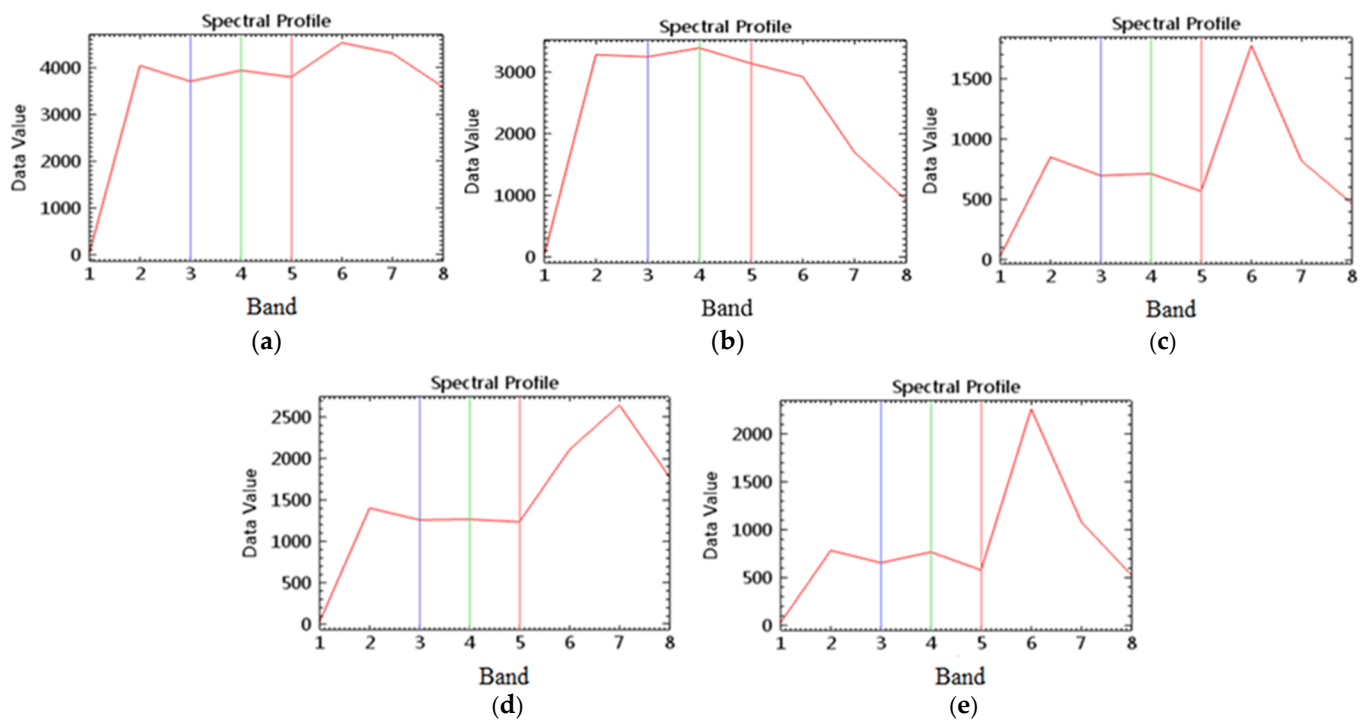 Spectral Profile
Data Value
4000
3000
2000
1000
0
1 2 3 4 5 6 7 8
Band
(a)
Spectral Profile
Data Value
3000
2000
1000
0
1 2 3 4 5 6 7 8
Band
(b)
Spectral Profile
Data Value
1500
1000
500
0
1 2 3 4 5 6 7 8
Band
(c)
Spectral Profile
Data Value
2500
2000
1500
1000
500
0
1 2 3 4 5 6 7 8
Band
(d)
Spectral Profile
Data Value
2000
1500
1000
500
0
1 2 3 4 5 6 7 8
Band
(e)